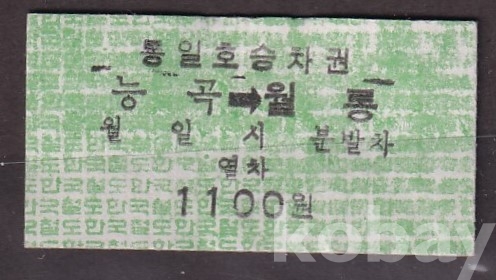 통일호승차권
능곡➡월롱
월 일 시 분발차
열차
1100원
kobay